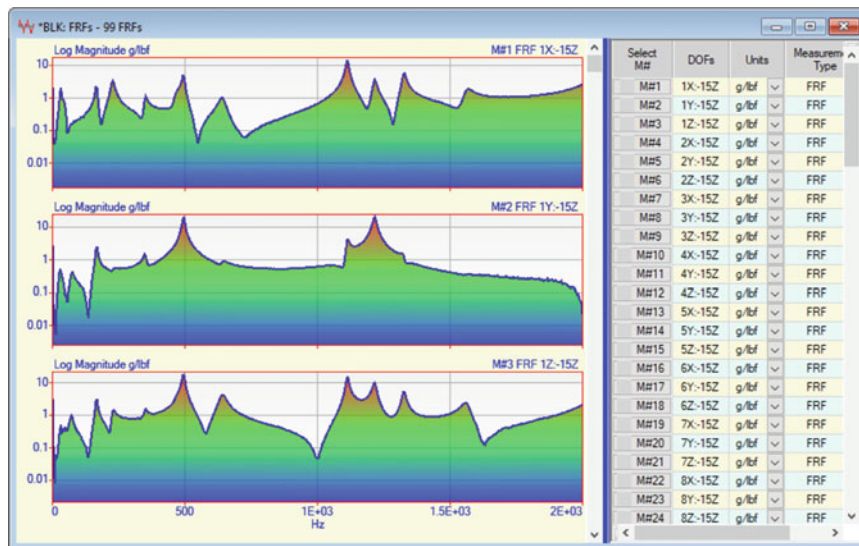 *BLK: FRFs - 99 FRFs
Log Magnitude g/lbf M#1 FRF 1X:-15Z
10
1
0.1
0.01
Log Magnitude g/lbf M#2 FRF 1Y:-15Z
10
1
0.1
0.01
Log Magnitude g/lbf M#3 FRF 1Z:-15Z
10
1
0.1
0.01
0 500 1E+03 1.5E+03 2E+03
Hz
Select M# DOFs Units Measurem Type
M#1 1X:-15Z g/lbf FRF
M#2 1Y:-15Z g/lbf FRF
M#3 1Z:-15Z g/lbf FRF
M#4 2X:-15Z g/lbf FRF
M#5 2Y:-15Z g/lbf FRF
M#6 2Z:-15Z g/lbf FRF
M#7 3X:-15Z g/lbf FRF
M#8 3Y:-15Z g/lbf FRF
M#9 3Z:-15Z g/lbf FRF
M#10 4X:-15Z g/lbf FRF
M#11 4Y:-15Z g/lbf FRF
M#12 4Z:-15Z g/lbf FRF
M#13 5X:-15Z g/lbf FRF
M#14 5Y:-15Z g/lbf FRF
M#15 5Z:-15Z g/lbf FRF
M#16 6X:-15Z g/lbf FRF
M#17 6Y:-15Z g/lbf FRF
M#18 6Z:-15Z g/lbf FRF
M#19 7X:-15Z g/lbf FRF
M#20 7Y:-15Z g/lbf FRF
M#21 7Z:-15Z g/lbf FRF
M#22 8X:-15Z g/lbf FRF
M#23 8Y:-15Z g/lbf FRF
M#24 8Z:-15Z g/lbf FRF